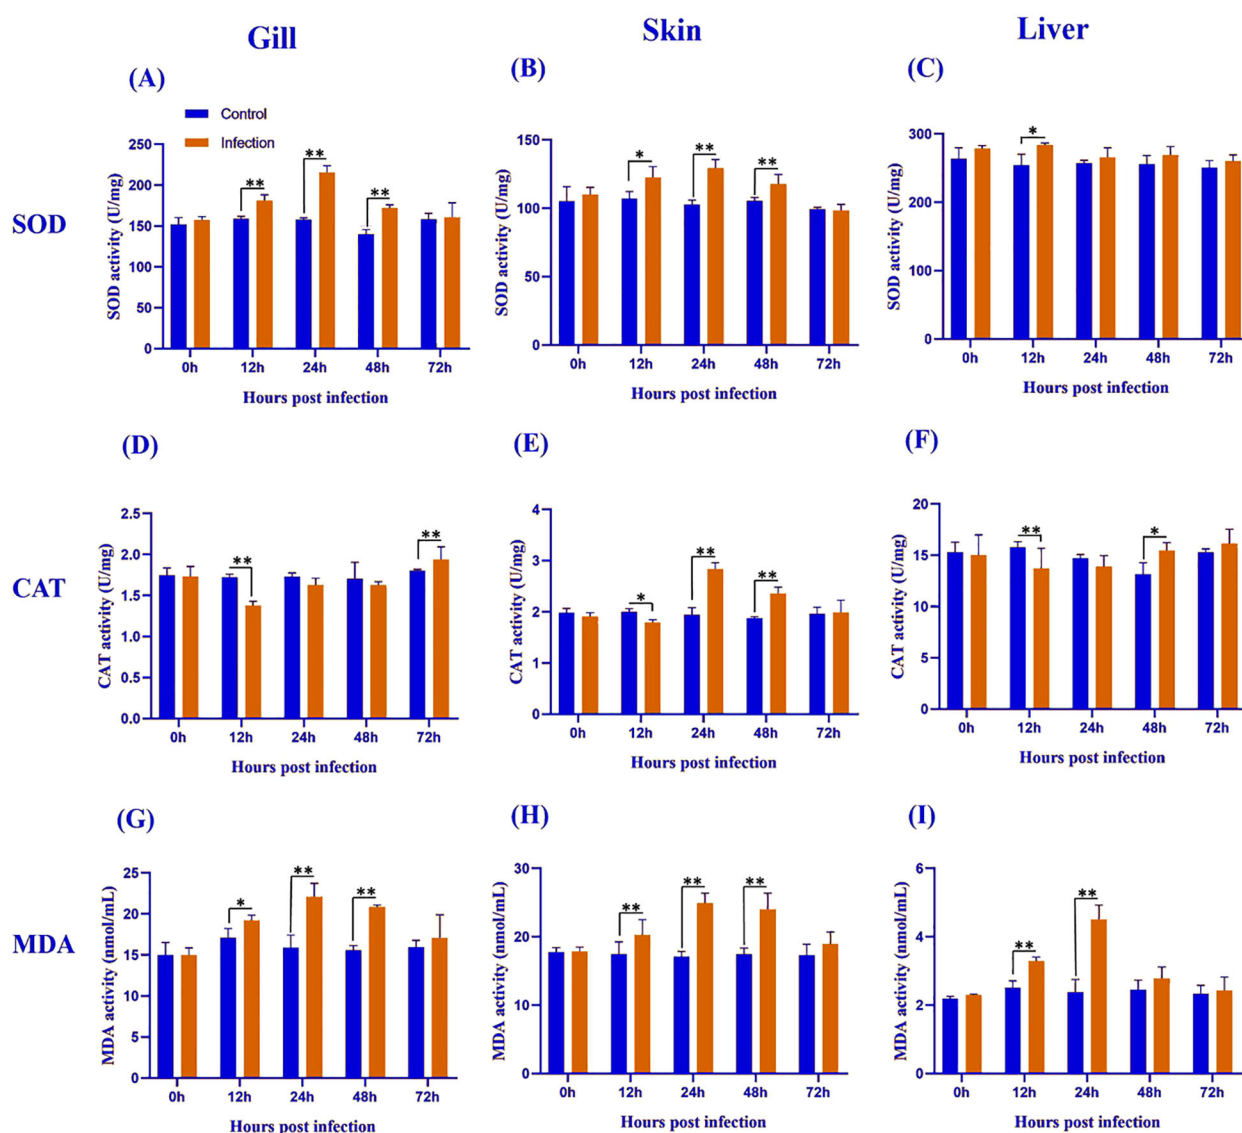 Gill
Skin
Liver
(A)
(B)
(C)
Control
Infection
SOD
SOD activity (U/mg)
250
200
150
100
50
0
**
**
**
0h 12h 24h 48h 72h
Hours post infection
SOD activity (U/mg)
150
100
50
0
*
**
**
0h 12h 24h 48h 72h
Hours post infection
SOD activity (U/mg)
300
200
100
0
*
0h 12h 24h 48h 72h
Hours post infection
(D)
(E)
(F)
CAT
CAT activity (U/mg)
2.5
2.0
1.5
1.0
0.5
0.0
**
**
0h 12h 24h 48h 72h
Hours post infection
CAT activity (U/mg)
4
3
2
1
0
*
**
**
0h 12h 24h 48h 72h
Hours post infection
CAT activity (U/mg)
20
15
10
5
0
**
*
0h 12h 24h 48h 72h
Hours post infection
(G)
(H)
(I)
MDA
MDA activity (nmol/mL)
25
20
15
10
5
0
*
**
**
0h 12h 24h 48h 72h
Hours post infection
MDA activity (nmol/mL)
30
20
10
0
**
**
**
0h 12h 24h 48h 72h
Hours post infection
MDA activity (nmol/mL)
6
4
2
0
**
**
0h 12h 24h 48h 72h
Hours post infection